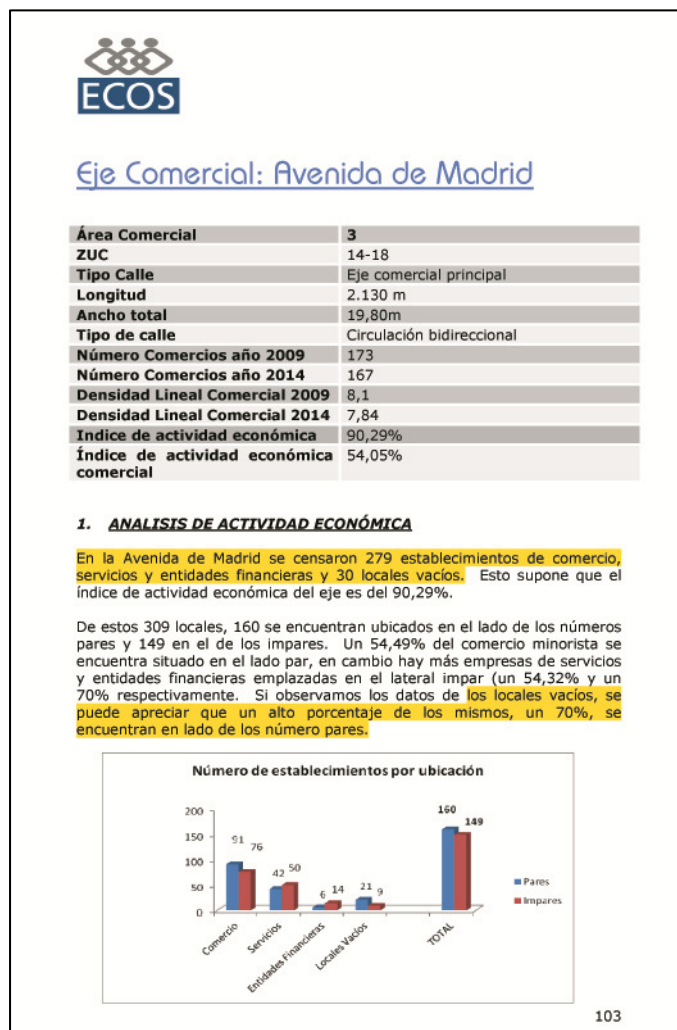 ECOS
Eje Comercial: Avenida de Madrid
Área Comercial 3
ZUC 14-18
Tipo Calle Eje comercial principal
Longitud 2.130 m
Ancho total 19,80m
Tipo de calle Circulación bidireccional
Número Comercios año 2009 173
Número Comercios año 2014 167
Densidad Lineal Comercial 2009 8,1
Densidad Lineal Comercial 2014 7,84
Indice de actividad económica 90,29%
Índice de actividad económica 54,05%
comercial
1. ANALISIS DE ACTIVIDAD ECONÓMICA
En la Avenida de Madrid se censaron 279 establecimientos de comercio,
servicios y entidades financieras y 30 locales vacíos. Esto supone que el
índice de actividad económica del eje es del 90,29%.
De estos 309 locales, 160 se encuentran ubicados en el lado de los números
pares y 149 en el de los impares. Un 54,49% del comercio minorista se
encuentra situado en el lado par, en cambio hay más empresas de servicios
y entidades financieras emplazadas en el lateral impar (un 54,32% y un
70% respectivamente. Si observamos los datos de los locales vacíos, se
puede apreciar que un alto porcentaje de los mismos, un 70%, se
encuentran en lado de los número pares.
Número de establecimientos por ubicación
200
150
100
50
0
91 76
42 50
6 14
21 9
160 149
Comercio
Servicios
Entidades Financieras
Locales Vacíos
TOTAL
Pares
Impares
103